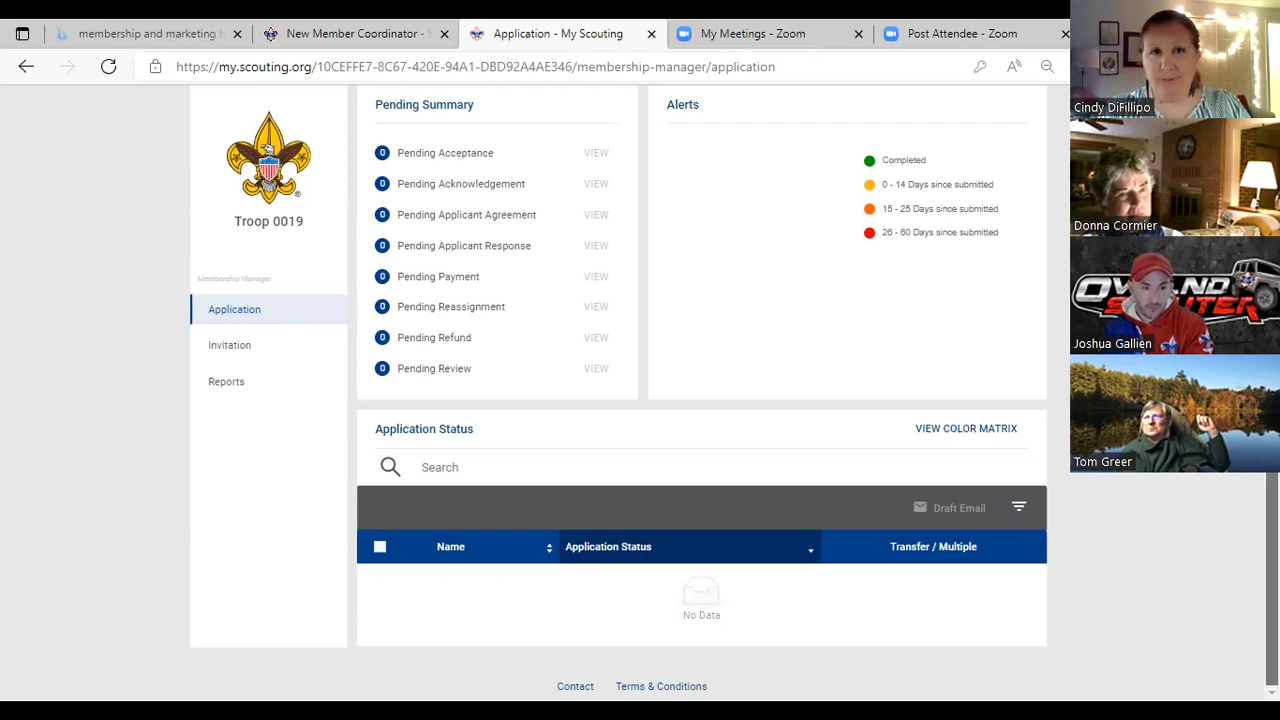 membership and marketing h
New Member Coordinator - S
Application - My Scouting
My Meetings - Zoom
Post Attendee - Zoom
https://my.scouting.org/10CEFFE7-8C67-420E-94A1-DBD92A4AE346/membership-manager/application
Troop 0019
Membership Manager
Application
Invitation
Reports
Pending Summary
0 Pending Acceptance VIEW
0 Pending Acknowledgement VIEW
0 Pending Applicant Agreement VIEW
0 Pending Applicant Response VIEW
0 Pending Payment VIEW
0 Pending Reassignment VIEW
0 Pending Refund VIEW
0 Pending Review VIEW
Alerts
Completed
0 - 14 Days since submitted
15 - 25 Days since submitted
26 - 60 Days since submitted
Application Status
VIEW COLOR MATRIX
Search
Draft Email
Name Application Status Transfer / Multiple
No Data
Contact Terms & Conditions
Cindy DiFillipo
Donna Cormier
Joshua Gallien
Tom Greer